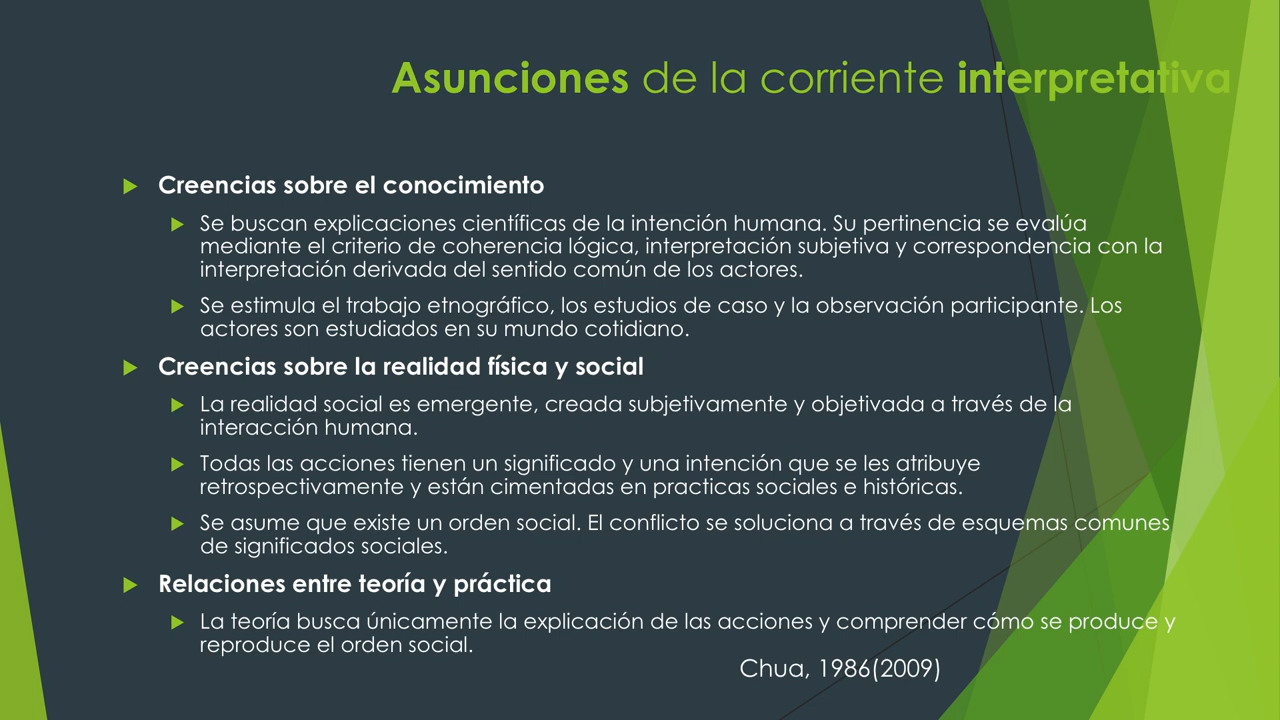 Asunciones de la corriente interpretativa
Creencias sobre el conocimiento
Se buscan explicaciones científicas de la intención humana. Su pertinencia se evalúa
mediante el criterio de coherencia lógica, interpretación subjetiva y correspondencia con la
interpretación derivada del sentido común de los actores.
Se estimula el trabajo etnográfico, los estudios de caso y la observación participante. Los
actores son estudiados en su mundo cotidiano.
Creencias sobre la realidad física y social
La realidad social es emergente, creada subjetivamente y objetivada a través de la
interacción humana.
Todas las acciones tienen un significado y una intención que se les atribuye
retrospectivamente y están cimentadas en practicas sociales e históricas.
Se asume que existe un orden social. El conflicto se soluciona a través de esquemas comunes
de significados sociales.
Relaciones entre teoría y práctica
La teoría busca únicamente la explicación de las acciones y comprender cómo se produce y
reproduce el orden social.
Chua, 1986(2009)